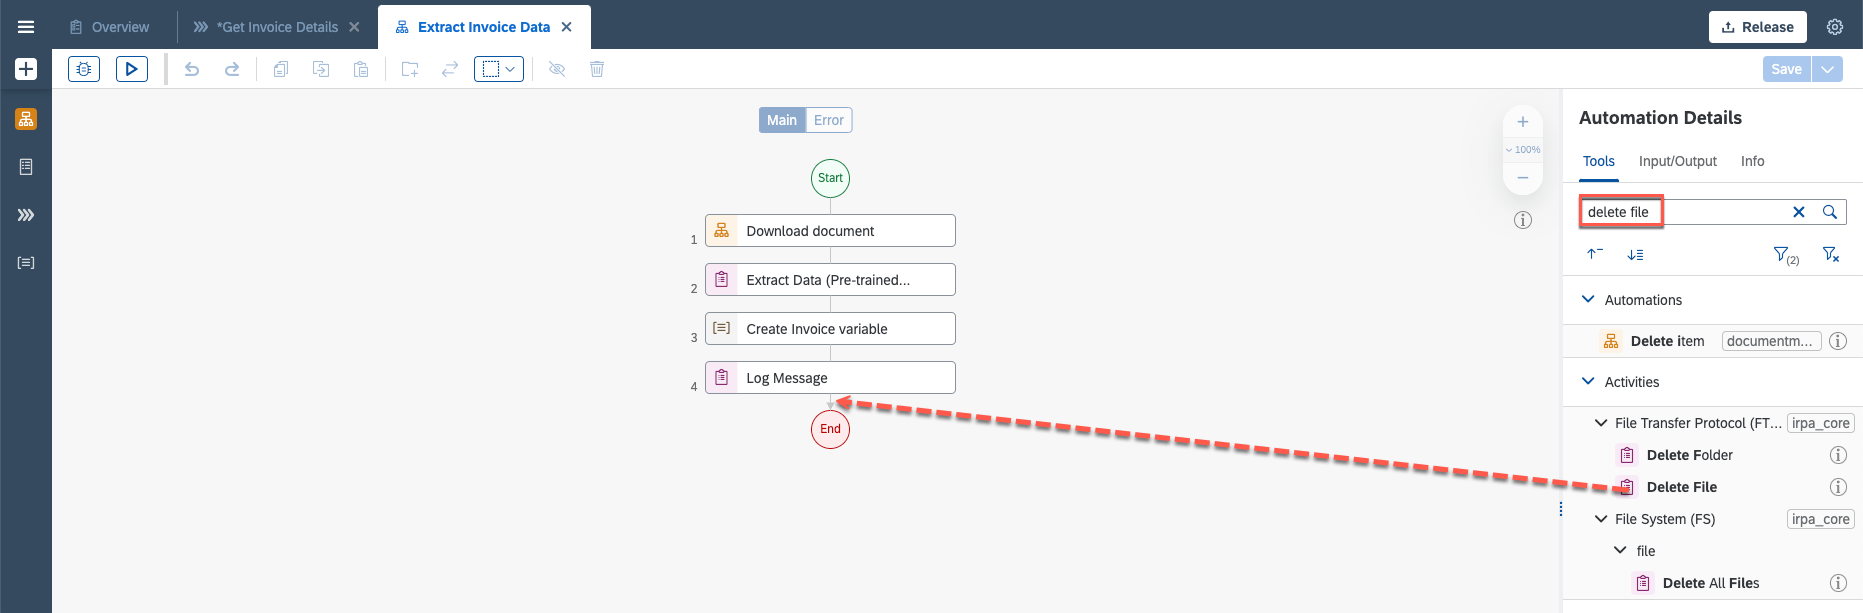 Overview
*Get Invoice Details
Extract Invoice Data
Release
Save
Main
Error
100%
Start
1
Download document
2
Extract Data (Pre-trained...
3
Create Invoice variable
4
Log Message
End
Automation Details
Tools
Input/Output
Info
delete file
(2)
Automations
Delete item
documentm...
Activities
File Transfer Protocol (FT...
irpa_core
Delete Folder
Delete File
File System (FS)
irpa_core
file
Delete All Files